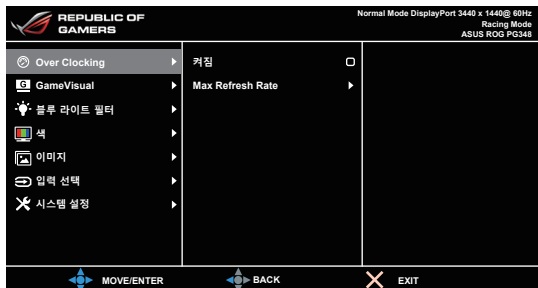 REPUBLIC OF
GAMERS
Normal Mode DisplayPort 3440 x 1440@ 60Hz
Racing Mode
ASUS ROG PG348
Over Clocking
켜짐
G GameVisual
Max Refresh Rate
블루 라이트 필터
색
이미지
입력 선택
시스템 설정
MOVE/ENTER
BACK
EXIT